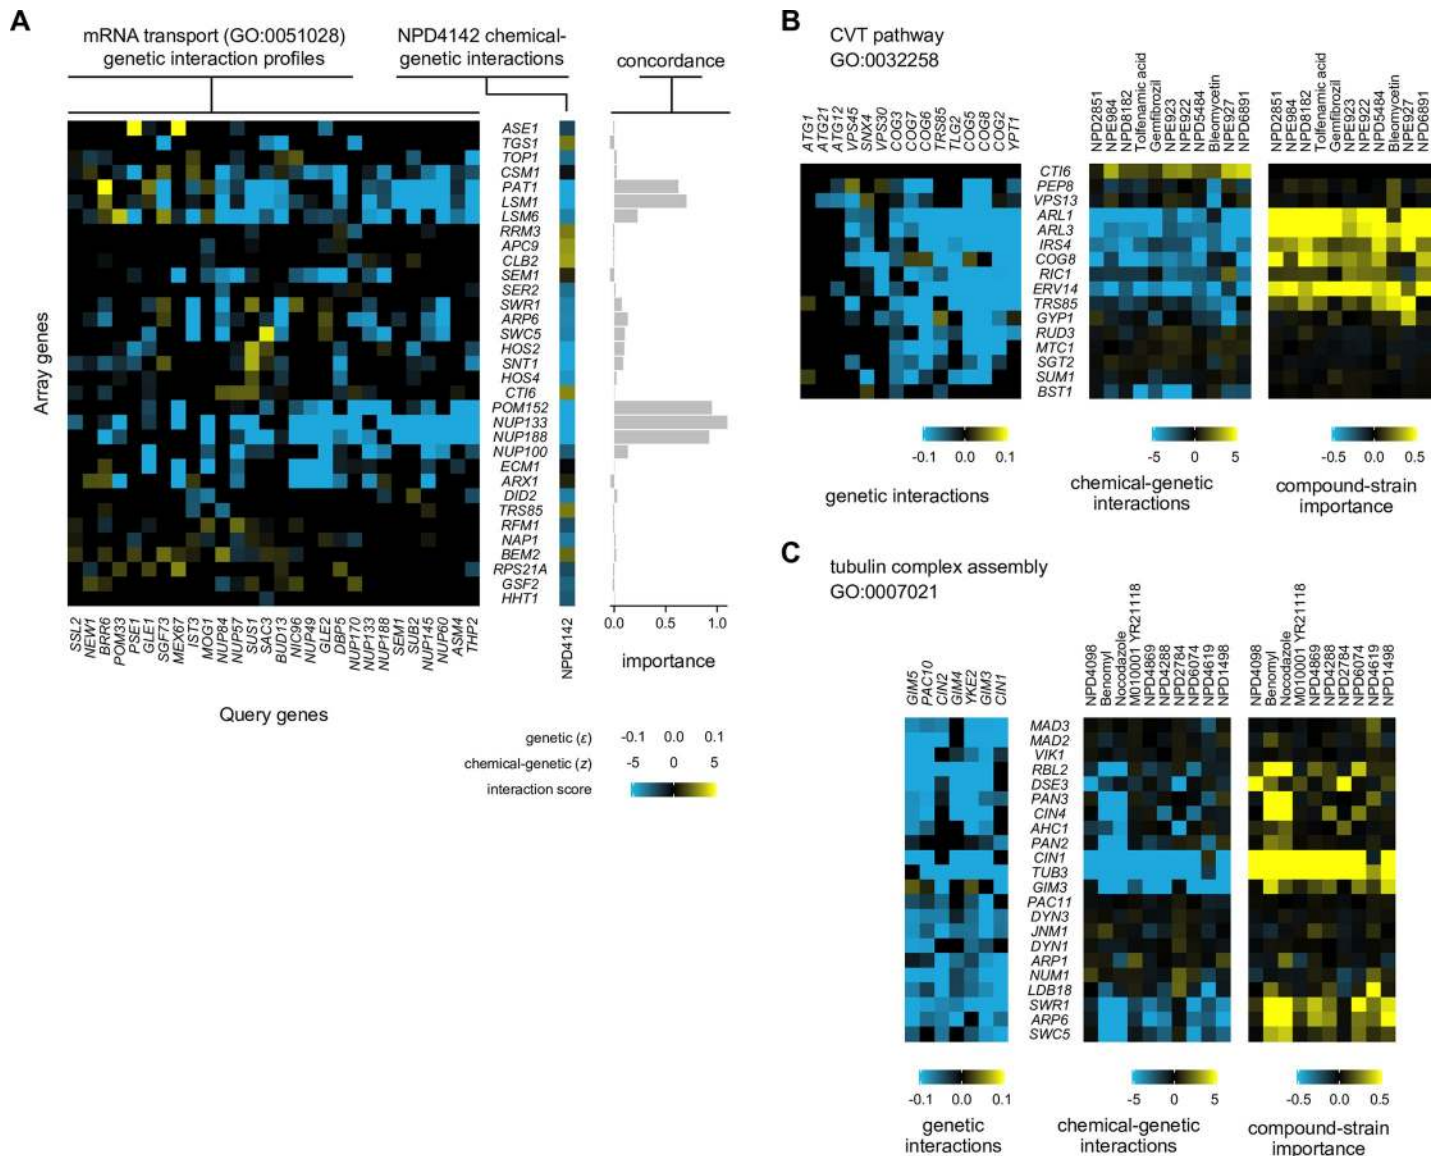 A
mRNA transport (GO:0051028)
genetic interaction profiles
NPD4142 chemical-
genetic interactions
concordance
Array genes
ASE1
TGS1
TOP1
CSM1
PAT1
LSM1
LSM6
RRM3
APC9
CLB2
SEM1
SER2
SWR1
ARP6
SWC5
HOS2
SNT1
HOS4
CTI6
POM152
NUP133
NUP188
NUP100
ECM1
ARX1
DID2
TRS85
RFM1
NAP1
BEM2
RPS21A
GSF2
HHT1
SSL2
NEW1
BRR6
POM33
PSE1
GLE1
SGF73
MEX67
IST3
MOG1
NUP84
NUP57
SUS1
SAC3
BUD13
NIC96
NUP49
GLE2
DBP5
NUP170
NUP133
NUP188
SEM1
SUB2
NUP145
NUP60
ASM4
THP2
NPD4142
0.0 0.5 1.0
importance
Query genes
genetic (ε) -0.1 0.0 0.1
chemical-genetic (z) -5 0 5
interaction score
B
CVT pathway
GO:0032258
ATG1
ATG21
ATG12
VPS45
SNX4
VPS30
COG3
COG7
COG6
TRS85
TLG2
COG5
COG8
COG2
YPT1
NPD2851
NPE984
NPD8182
Tolfenamic acid
Gemfibrozil
NPE923
NPE922
NPD5484
Bleomyoetin
NPE927
NPD6891
NPD2851
NPE984
NPD8182
Tolfenamic acid
Gemfibrozil
NPE923
NPE922
NPD5484
Bleomyoetin
NPE927
NPD6891
CTI6
PEP8
VPS13
ARL1
ARL3
IRS4
COG8
RIC1
ERV14
TRS85
GYP1
RUD3
MTC1
SGT2
SUM1
BST1
-0.1 0.0 0.1
genetic interactions
-5 0 5
chemical-genetic
interactions
-0.5 0.0 0.5
compound-strain
importance
C
tubulin complex assembly
GO:0007021
GIM5
PAC10
CIN2
GIM4
YKE2
GIM3
CIN1
NPD4098
Benomyl
Nocodazole
M010001 YR21118
NPD4869
NPD4288
NPD2784
NPD6074
NPD4619
NPD1498
NPD4098
Benomyl
Nocodazole
M010001 YR21118
NPD4869
NPD4288
NPD2784
NPD6074
NPD4619
NPD1498
MAD3
MAD2
VIK1
RBL2
DSE3
PAN3
CIN4
AHC1
PAN2
CIN1
TUB3
GIM3
PAC11
DYN3
JNM1
DYN1
ARP1
NUM1
LDB18
SWR1
ARP6
SWC5
-0.1 0.0 0.1
genetic
interactions
-5 0 5
chemical-genetic
interactions
-0.5 0.0 0.5
compound-strain
importance